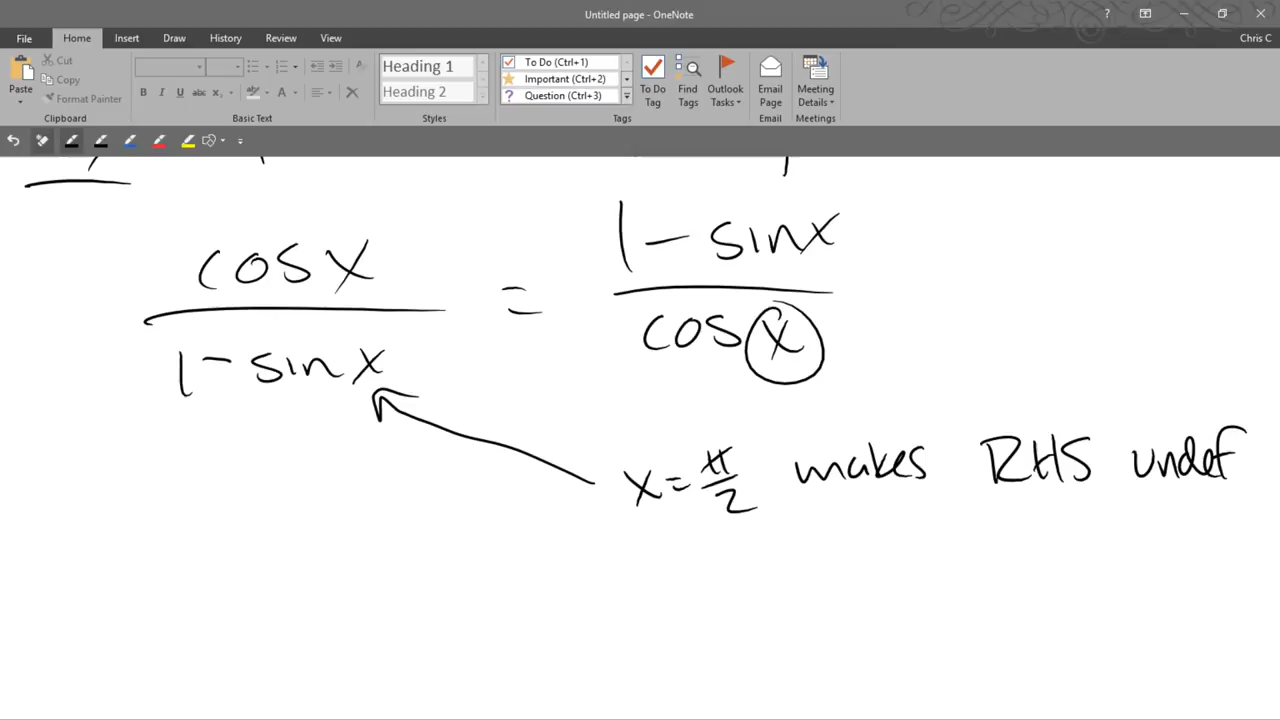 Untitled page - OneNote
?
File Home Insert Draw History Review View Chris C
Paste Cut Copy Format Painter
B I U abc x₂ A
Heading 1
Heading 2
To Do (Ctrl+1)
Important (Ctrl+2)
Question (Ctrl+3)
To Do Tag
Find Tags
Outlook Tasks
Email Page
Meeting Details
Clipboard Basic Text Styles Tags Email Meetings
cos x / 1 - sin x = 1 - sin x / cos x
x = π/2 makes RHS undef